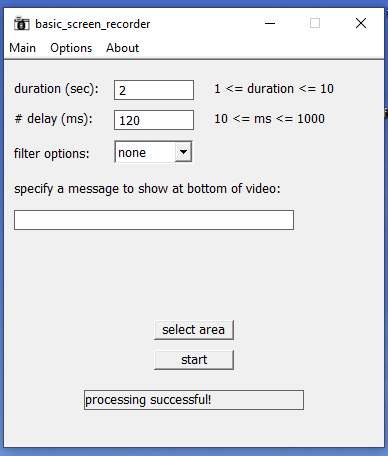 basic_screen_recorder
Main Options About
duration (sec): 2 1 <= duration <= 10
# delay (ms): 120 10 <= ms <= 1000
filter options: none
specify a message to show at bottom of video:
select area
start
processing successful!